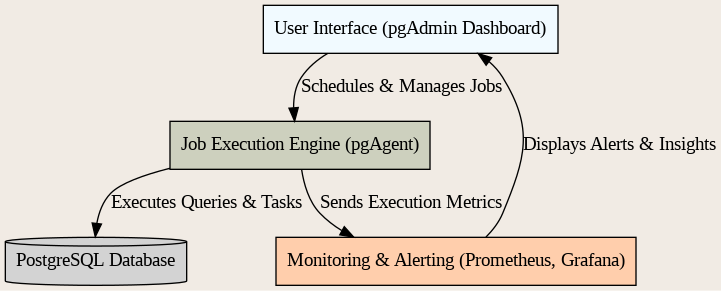 User Interface (pgAdmin Dashboard)
Schedules & Manages Jobs
Job Execution Engine (pgAgent)
Displays Alerts & Insights
Executes Queries & Tasks
Sends Execution Metrics
PostgreSQL Database
Monitoring & Alerting (Prometheus, Grafana)